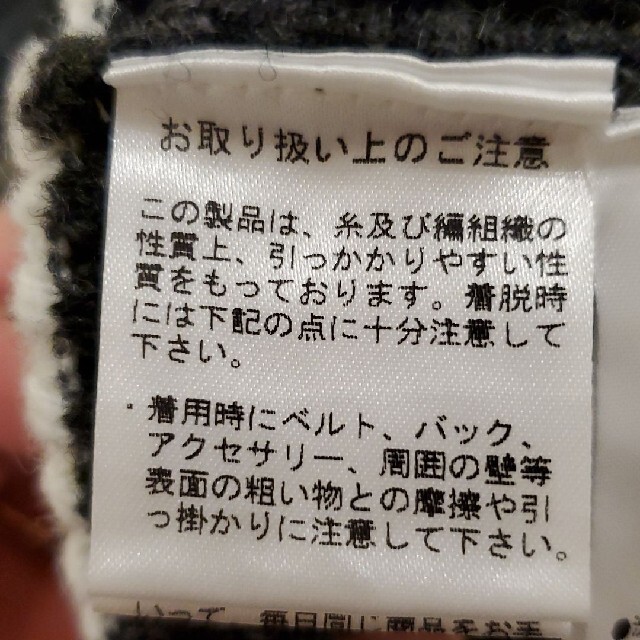 お取り扱い上のご注意
この製品は、糸及び編組織の
性質上、引っかかりやすい性
質をもっております。着脱時
には下記の点に十分注意して
下さい。
・着用時にベルト、バック、
アクセサリー、周囲の壁等
表面の粗い物との摩擦や引
っ掛かりに注意して下さい。